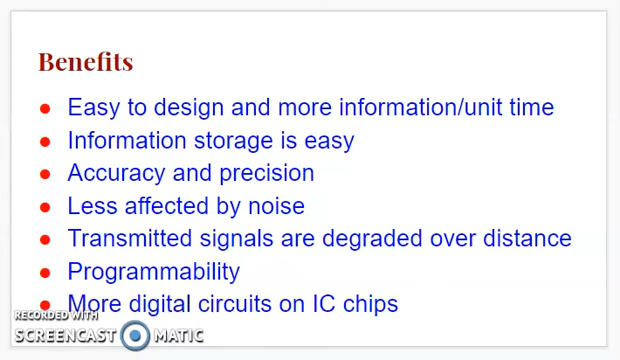 Benefits
● Easy to design and more information/unit time
● Information storage is easy
● Accuracy and precision
● Less affected by noise
● Transmitted signals are degraded over distance
● Programmability
● More digital circuits on IC chips
RECORDED WITH
SCREENCAST MATIC